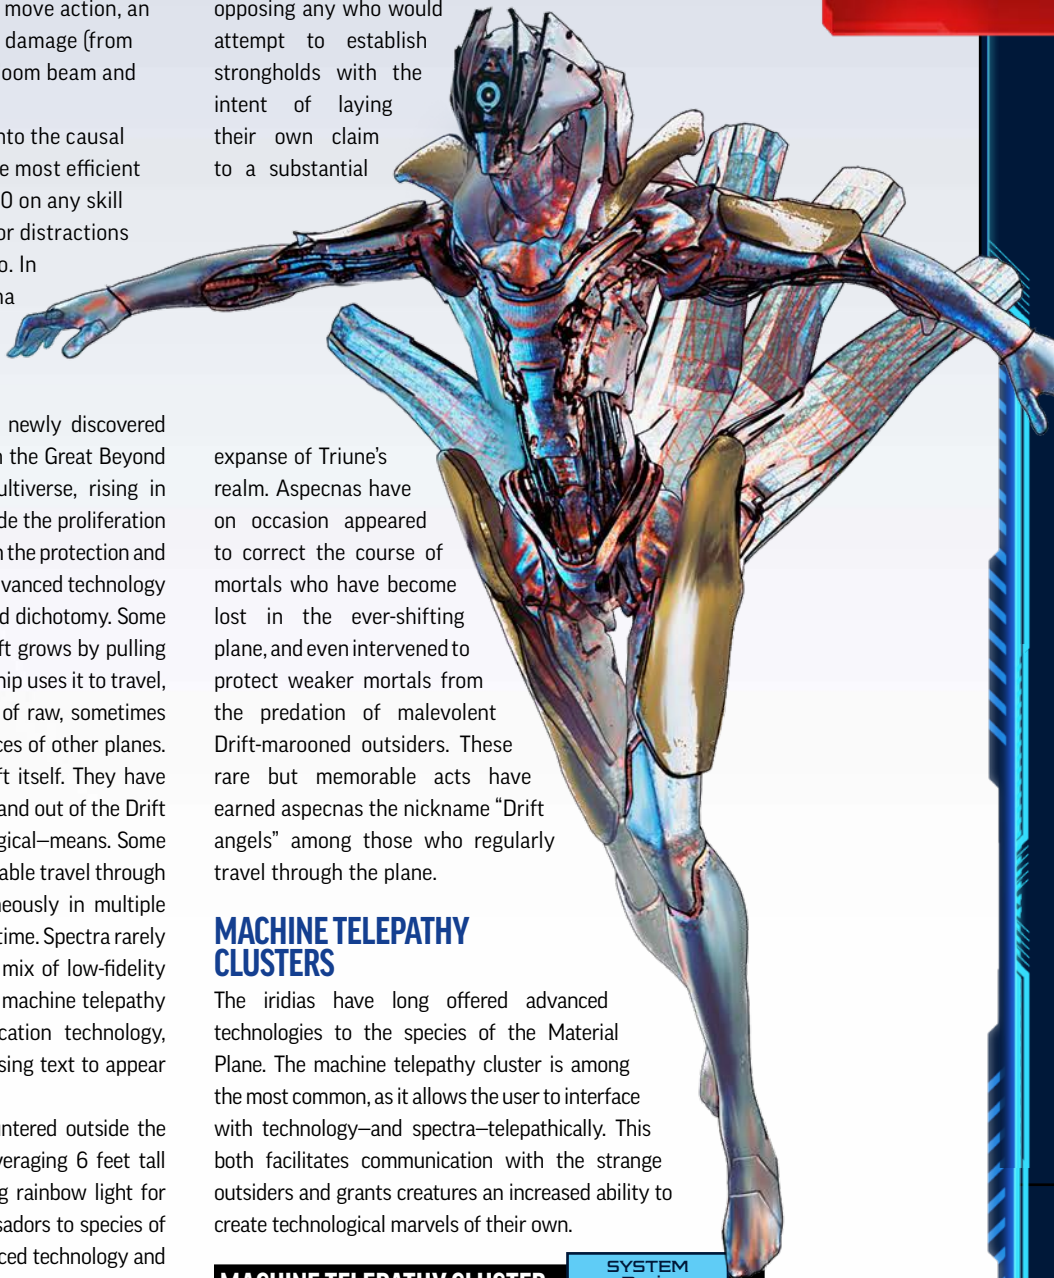 move action, an
damage (from
oom beam and
nto the causal
e most efficient
0 on any skill
or distractions
o. In
na
newly discovered
n the Great Beyond
ultiverse, rising in
de the proliferation
n the protection and
dvanced technology
d dichotomy. Some
ft grows by pulling
hip uses it to travel,
of raw, sometimes
ces of other planes.
ft itself. They have
and out of the Drift
gical—means. Some
able travel through
neously in multiple
time. Spectra rarely
mix of low-fidelity
machine telepathy
cation technology,
sing text to appear
ntered outside the
veraging 6 feet tall
g rainbow light for
sadors to species of
ced technology and
opposing any who would
attempt to establish
strongholds with the
intent of laying
their own claim
to a substantial
expanse of Triune’s
realm. Aspecnas have
on occasion appeared
to correct the course of
mortals who have become
lost in the ever-shifting
plane, and even intervened to
protect weaker mortals from
the predation of malevolent
Drift-marooned outsiders. These
rare but memorable acts have
earned aspecnas the nickname “Drift
angels” among those who regularly
travel through the plane.
MACHINE TELEPATHY
CLUSTERS
The iridias have long offered advanced
technologies to the species of the Material
Plane. The machine telepathy cluster is among
the most common, as it allows the user to interface
with technology—and spectra—telepathically. This
both facilitates communication with the strange
outsiders and grants creatures an increased ability to
create technological marvels of their own.
MACHINE TELEPATHY CLUSTER
SYSTEM